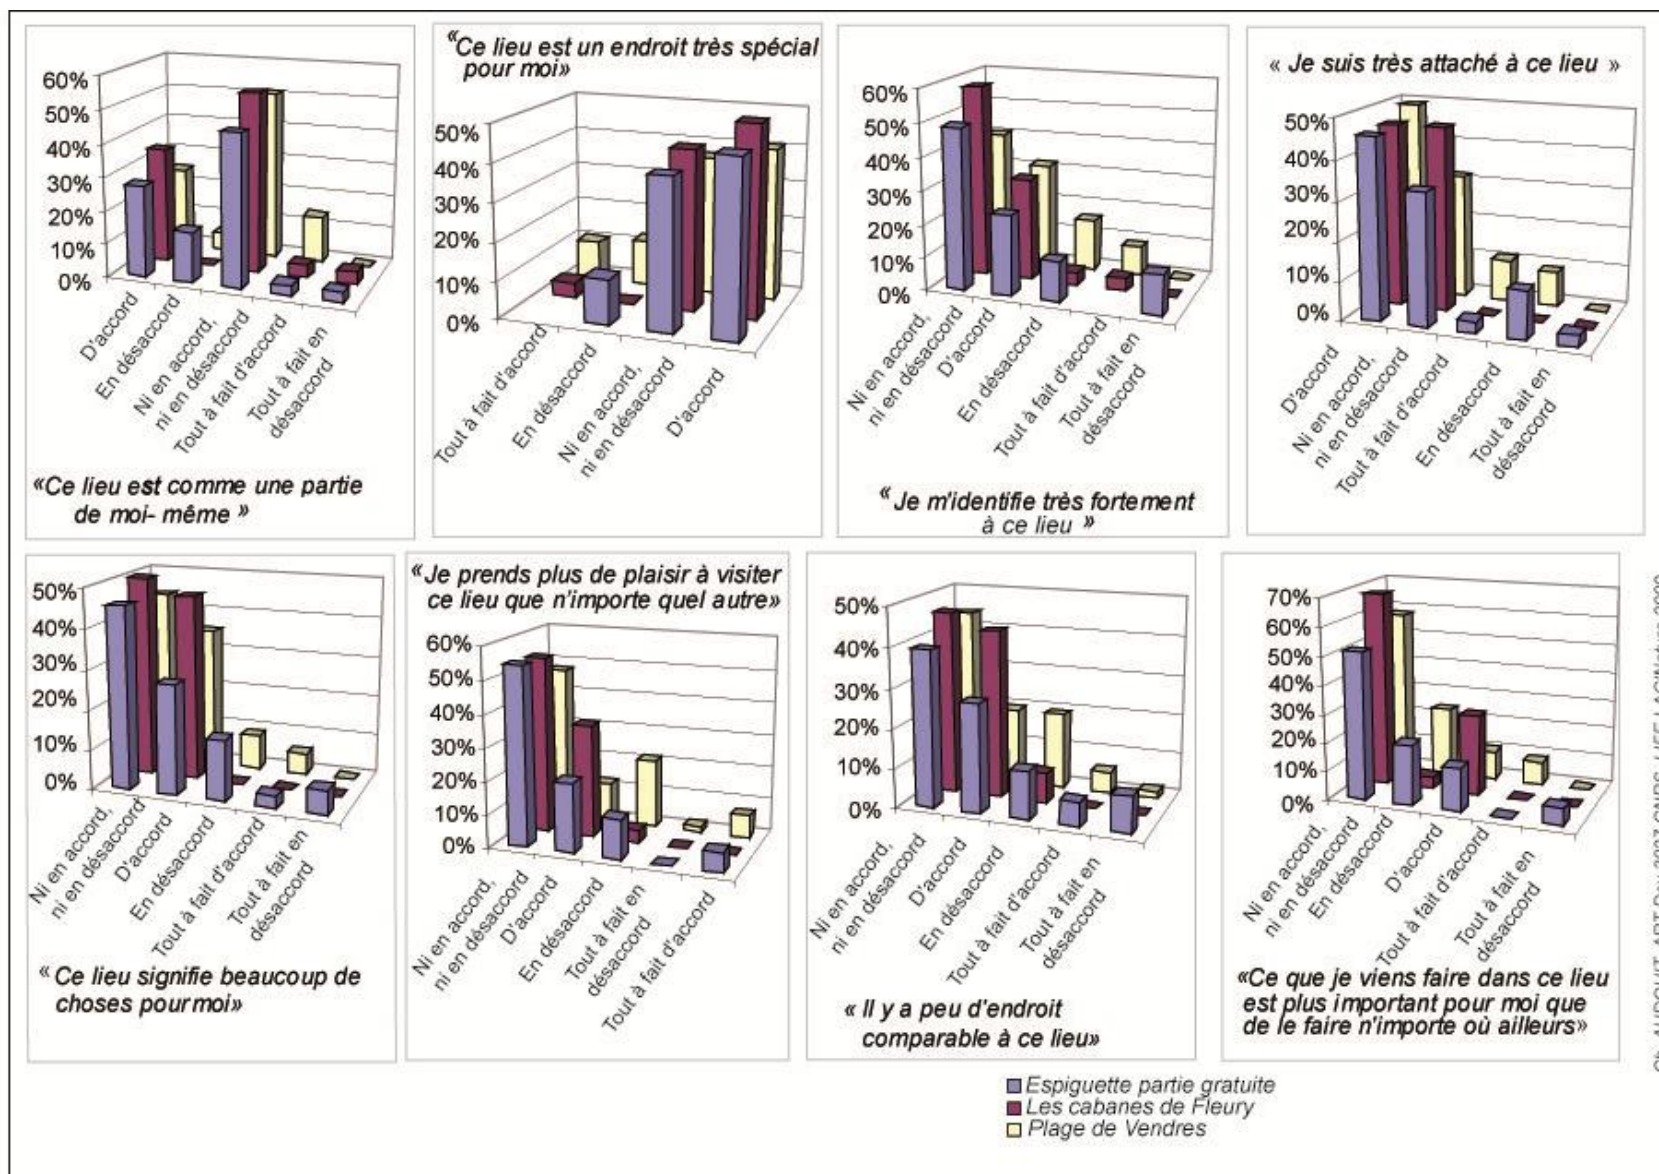 60%
50%
40%
30%
20%
10%
0%
D'accord
En désaccord
Ni en accord,
ni en désaccord
Tout à fait d'accord
Tout à fait en
désaccord
«Ce lieu est comme une partie
de moi- même »
«Ce lieu est un endroit très spécial
pour moi»
50%
40%
30%
20%
10%
0%
Tout à fait d'accord
En désaccord
Ni en accord,
ni en désaccord
D'accord
60%
50%
40%
30%
20%
10%
0%
Ni en accord,
ni en désaccord
D'accord
En désaccord
Tout à fait d'accord
Tout à fait en
désaccord
« Je m'identifie très fortement
à ce lieu »
« Je suis très attaché à ce lieu »
50%
40%
30%
20%
10%
0%
D'accord
Ni en accord,
ni en désaccord
Tout à fait d'accord
En désaccord
Tout à fait en
désaccord
50%
40%
30%
20%
10%
0%
Ni en accord,
ni en désaccord
D'accord
En désaccord
Tout à fait d'accord
Tout à fait en
désaccord
« Ce lieu signifie beaucoup de
choses pour moi»
«Je prends plus de plaisir à visiter
ce lieu que n'importe quel autre»
60%
50%
40%
30%
20%
10%
0%
Ni en accord,
ni en désaccord
D'accord
En désaccord
Tout à fait en
désaccord
Tout à fait d'accord
50%
40%
30%
20%
10%
0%
Ni en accord,
ni en désaccord
D'accord
En désaccord
Tout à fait d'accord
Tout à fait en
désaccord
« Il y a peu d'endroit
comparable à ce lieu»
70%
60%
50%
40%
30%
20%
10%
0%
Ni en accord,
ni en désaccord
En désaccord
D'accord
Tout à fait d'accord
Tout à fait en
désaccord
«Ce que je viens faire dans ce lieu
est plus important pour moi que
de le faire n'importe où ailleurs»
Espiguette partie gratuite
Les cabanes de Fleury
Plage de Vendres